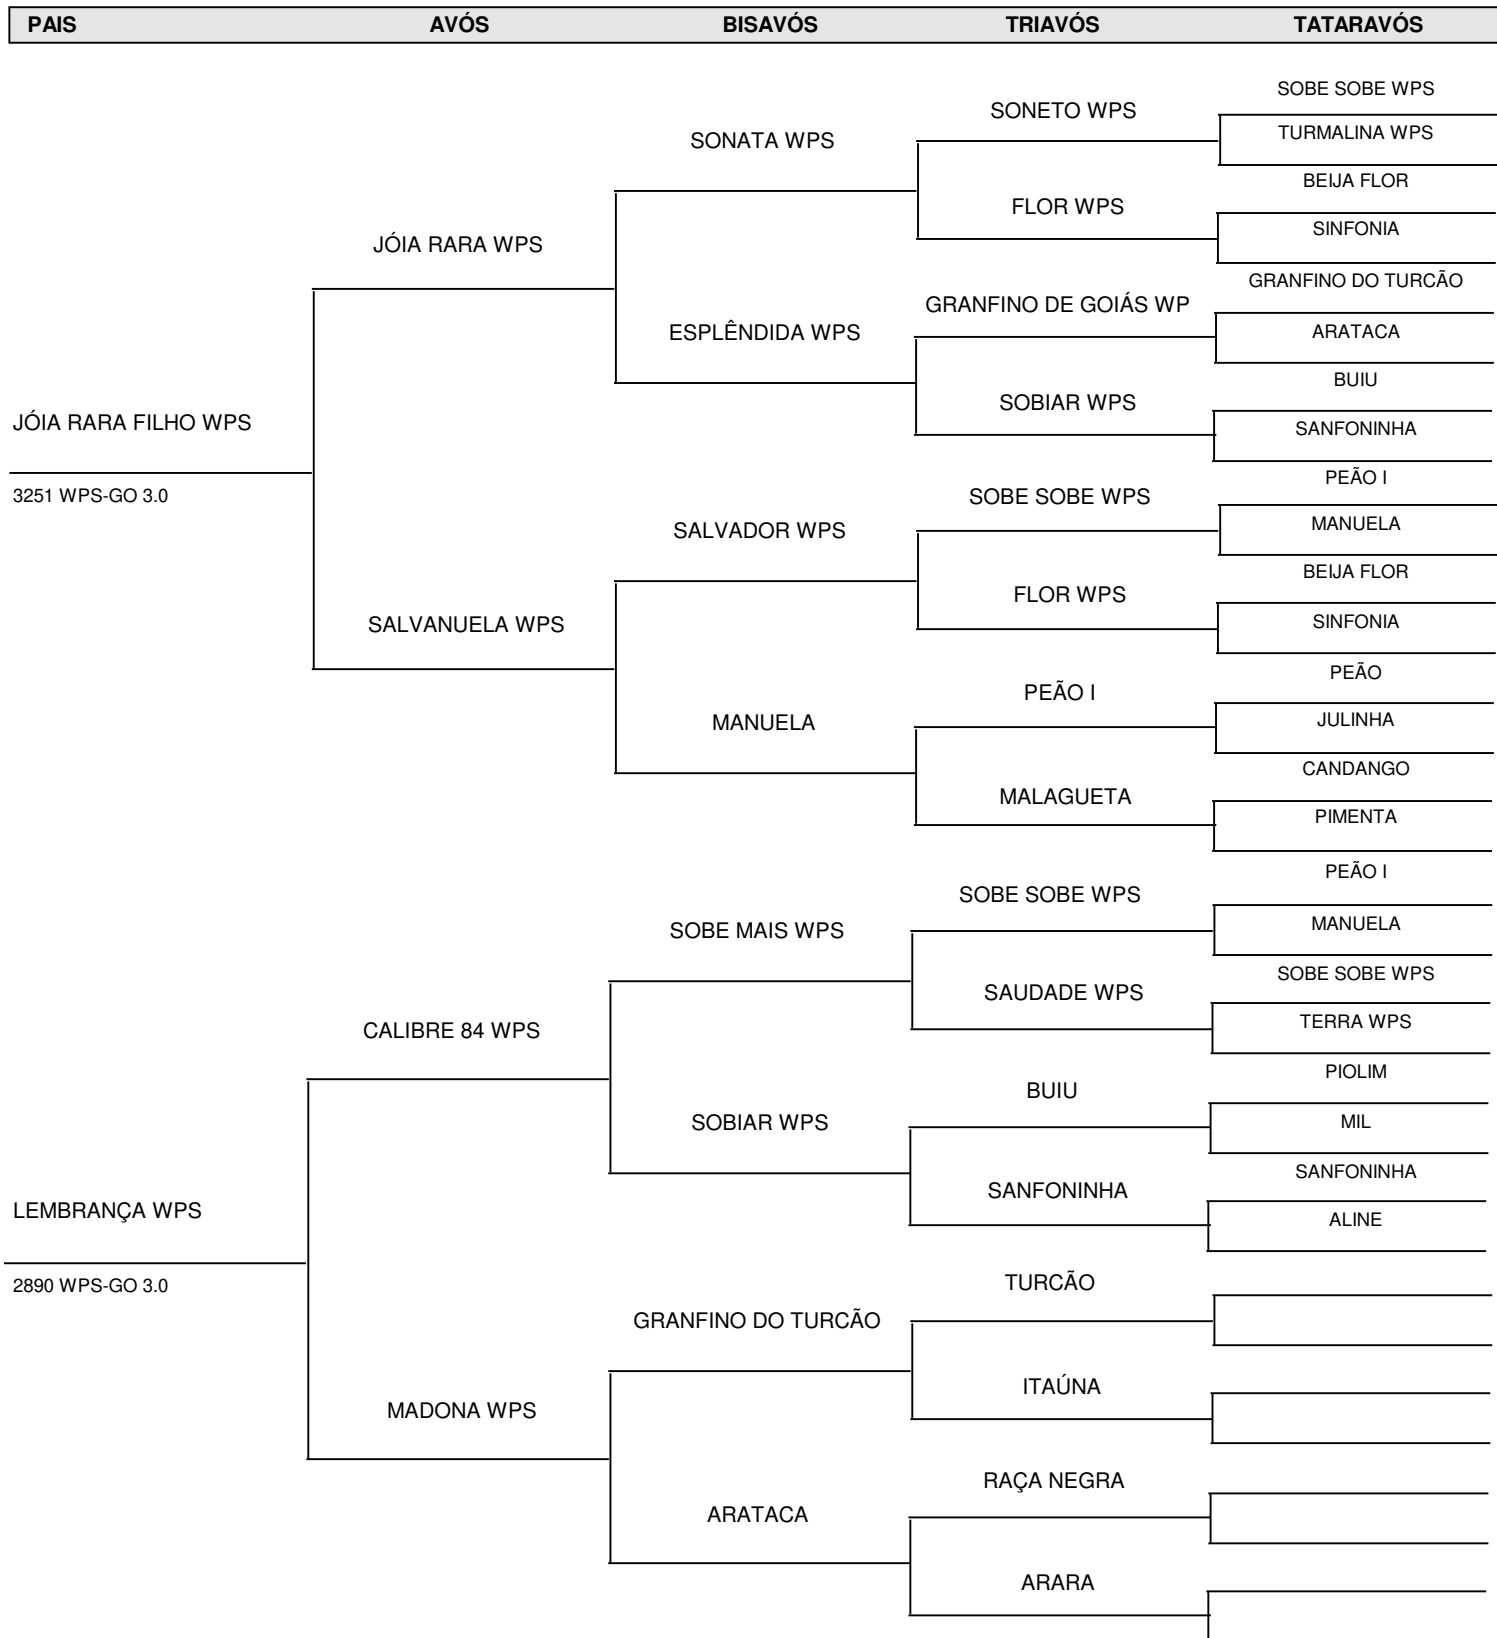 PAIS AVÓS BISAVÓS TRIAVÓS TATARAVÓS
SOBE SOBE WPS
SONETO WPS
TURMALINA WPS
SONATA WPS
BEIJA FLOR
FLOR WPS
SINFONIA
JÓIA RARA WPS
GRANFINO DO TURCÃO
GRANFINO DE GOIÁS WP
ESPLÊNDIDA WPS
ARATACA
BUIU
SOBIAR WPS
JÓIA RARA FILHO WPS
SANFONINHA
PEÃO I
3251 WPS-GO 3.0
SOBE SOBE WPS
MANUELA
SALVADOR WPS
BEIJA FLOR
FLOR WPS
SINFONIA
SALVANUELA WPS
PEÃO
PEÃO I
JULINHA
MANUELA
CANDANGO
MALAGUETA
PIMENTA
PEÃO I
SOBE SOBE WPS
MANUELA
SOBE MAIS WPS
SOBE SOBE WPS
SAUDADE WPS
TERRA WPS
CALIBRE 84 WPS
PIOLIM
BUIU
MIL
SOBIAR WPS
SANFONINHA
SANFONINHA
LEMBRANÇA WPS
ALINE
2890 WPS-GO 3.0
TURCÃO
GRANFINO DO TURCÃO
ITAÚNA
MADONA WPS
RAÇA NEGRA
ARATACA
ARARA